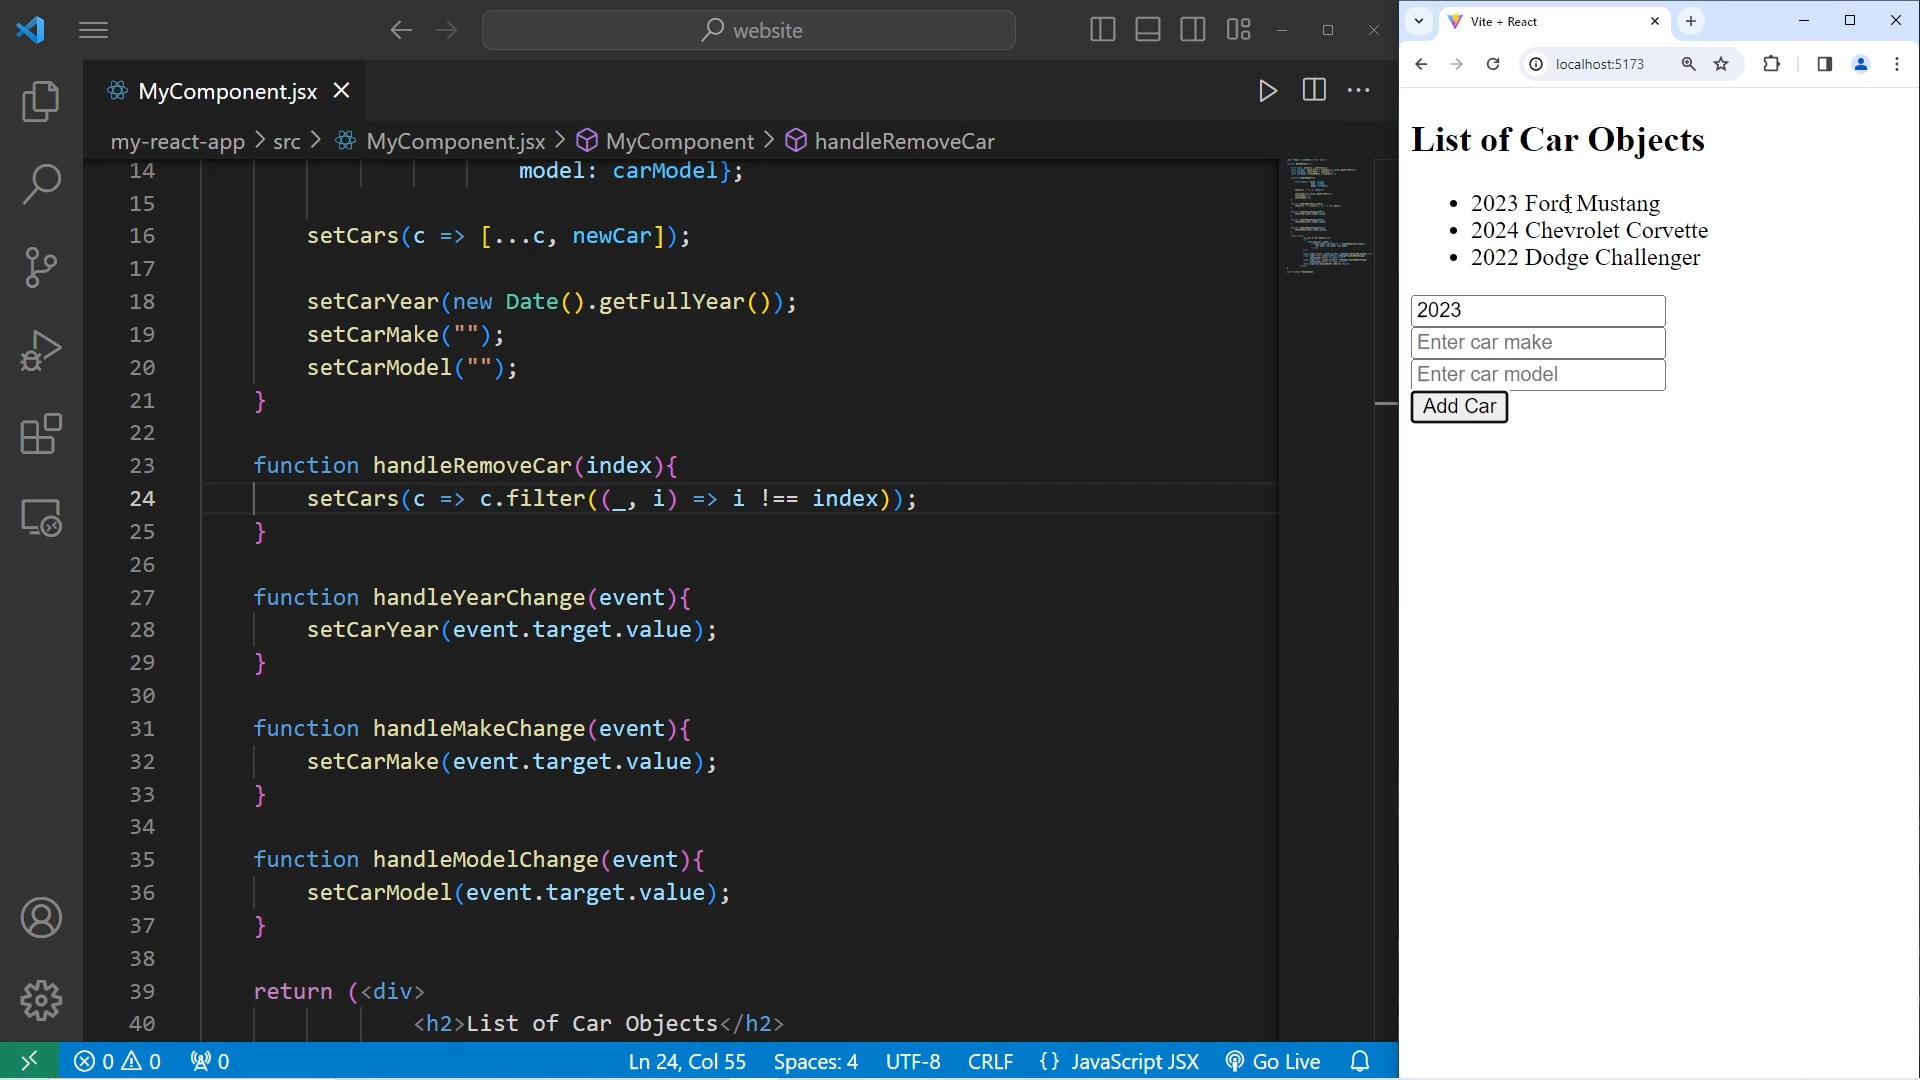 website
MyComponent.jsx
my-react-app > src > MyComponent.jsx > MyComponent > handleRemoveCar
14 model: carModel};
15
16 setCars(c => [...c, newCar]);
17
18 setCarYear(new Date().getFullYear());
19 setCarMake("");
20 setCarModel("");
21 }
22
23 function handleRemoveCar(index){
24 setCars(c => c.filter((_, i) => i !== index));
25 }
26
27 function handleYearChange(event){
28 setCarYear(event.target.value);
29 }
30
31 function handleMakeChange(event){
32 setCarMake(event.target.value);
33 }
34
35 function handleModelChange(event){
36 setCarModel(event.target.value);
37 }
38
39 return (<div>
40 <h2>List of Car Objects</h2>
0 0 0 Ln 24, Col 55 Spaces: 4 UTF-8 CRLF {} JavaScript JSX Go Live
Vite + React
localhost:5173
List of Car Objects
• 2023 Ford Mustang
• 2024 Chevrolet Corvette
• 2022 Dodge Challenger
2023
Enter car make
Enter car model
Add Car